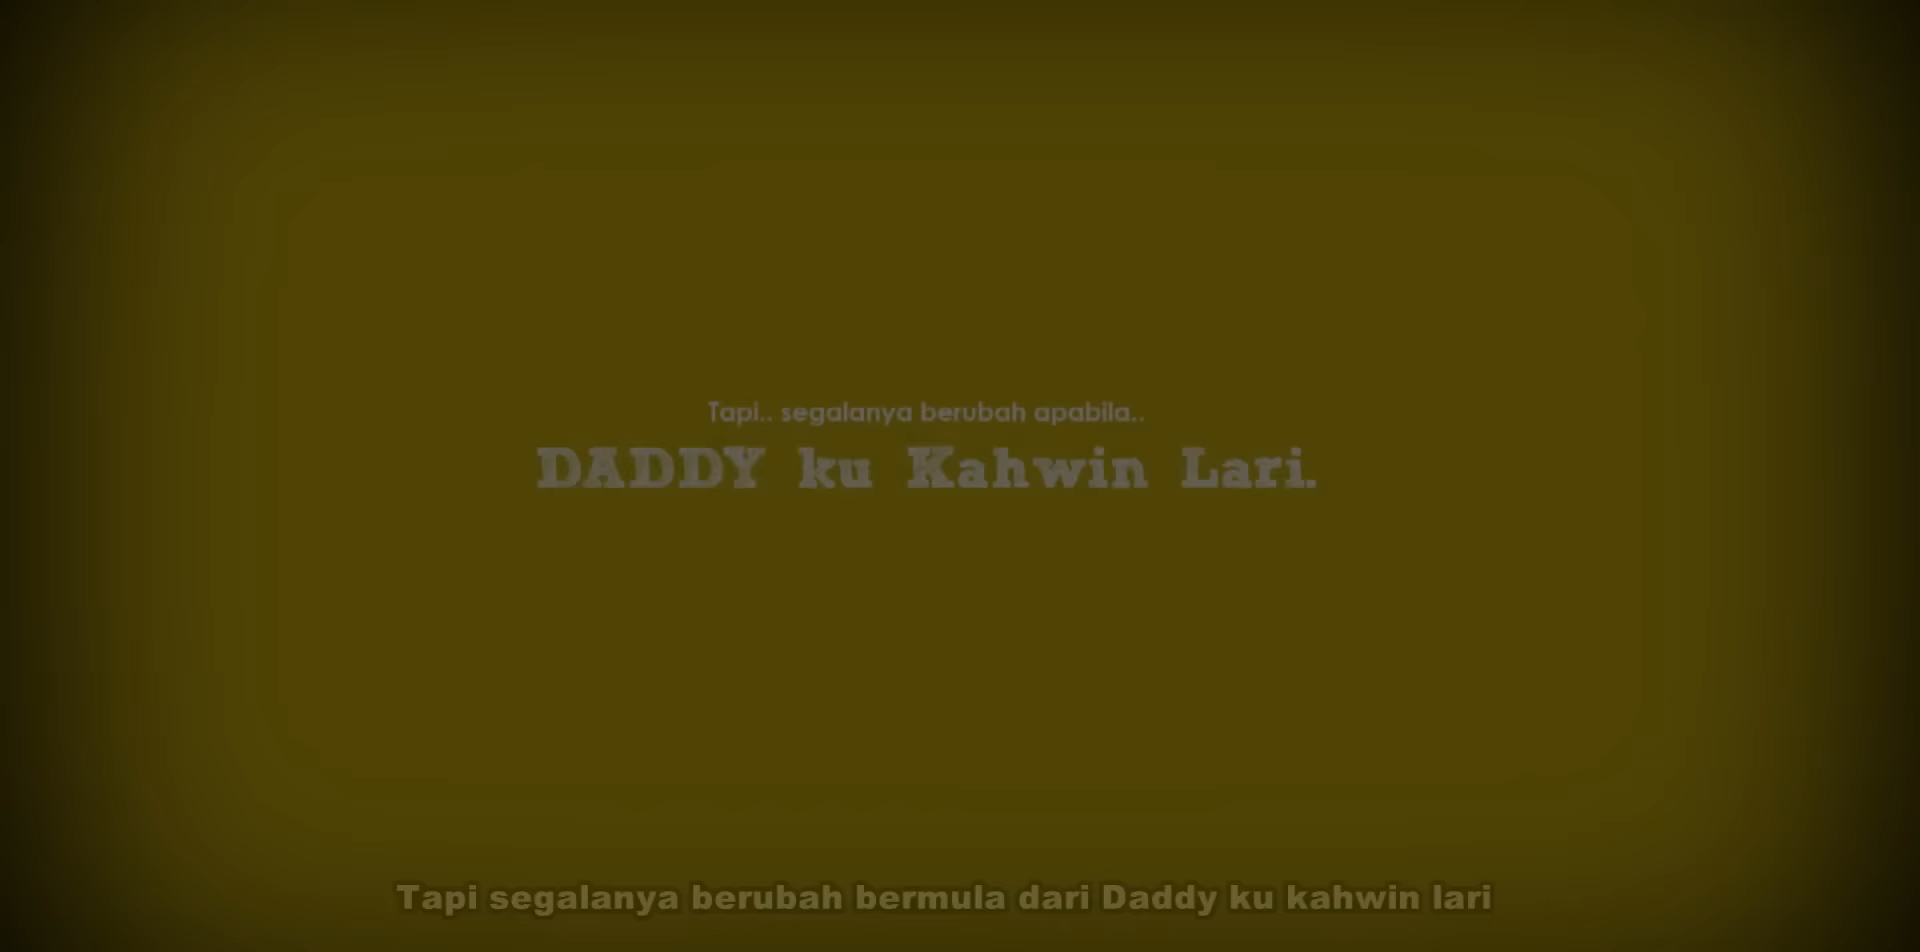 Tapi.. segalanya berubah apabila..
DADDY ku Kahwin Lari.
Tapi segalanya berubah bermula dari Daddy ku kahwin lari